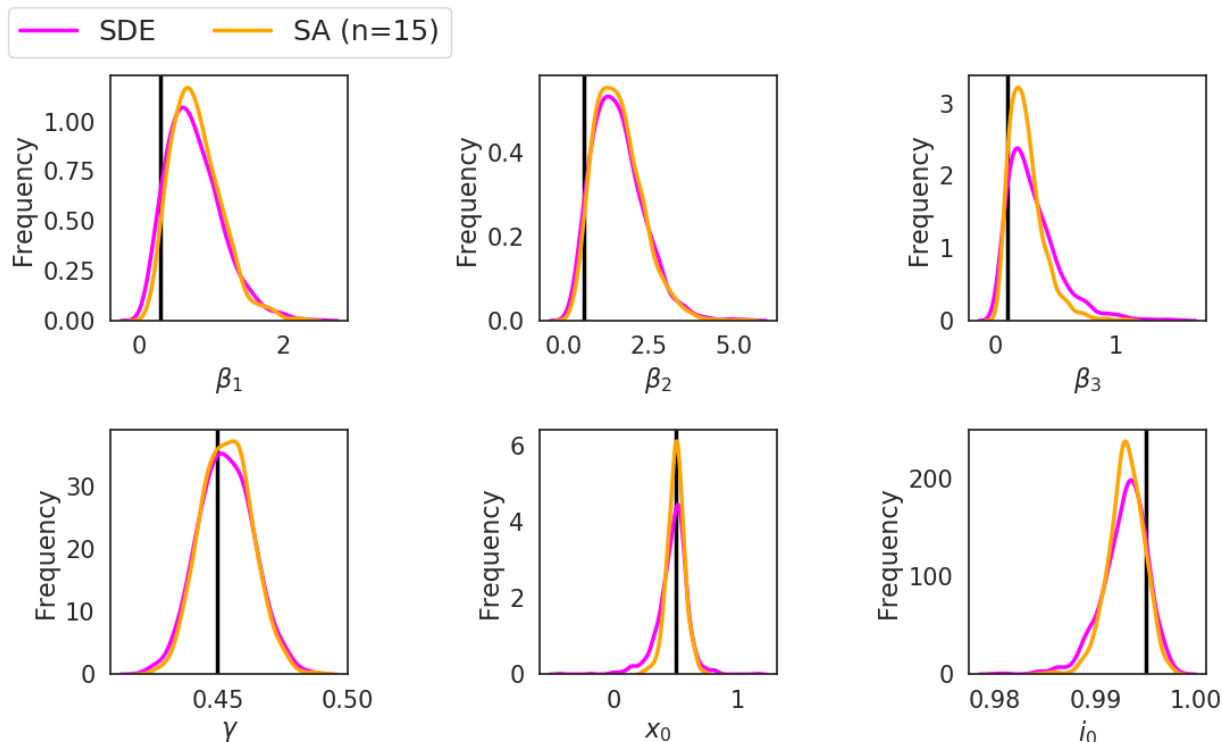 SDE SA (n=15)
Frequency
1.00
0.75
0.50
0.25
0.00
0 2
β₁
Frequency
0.4
0.2
0.0
0.0 2.5 5.0
β₂
Frequency
3
2
1
0
0 1
β₃
Frequency
30
20
10
0
0.45 0.50
γ
Frequency
6
4
2
0
0 1
x₀
Frequency
200
100
0
0.98 0.99 1.00
i₀